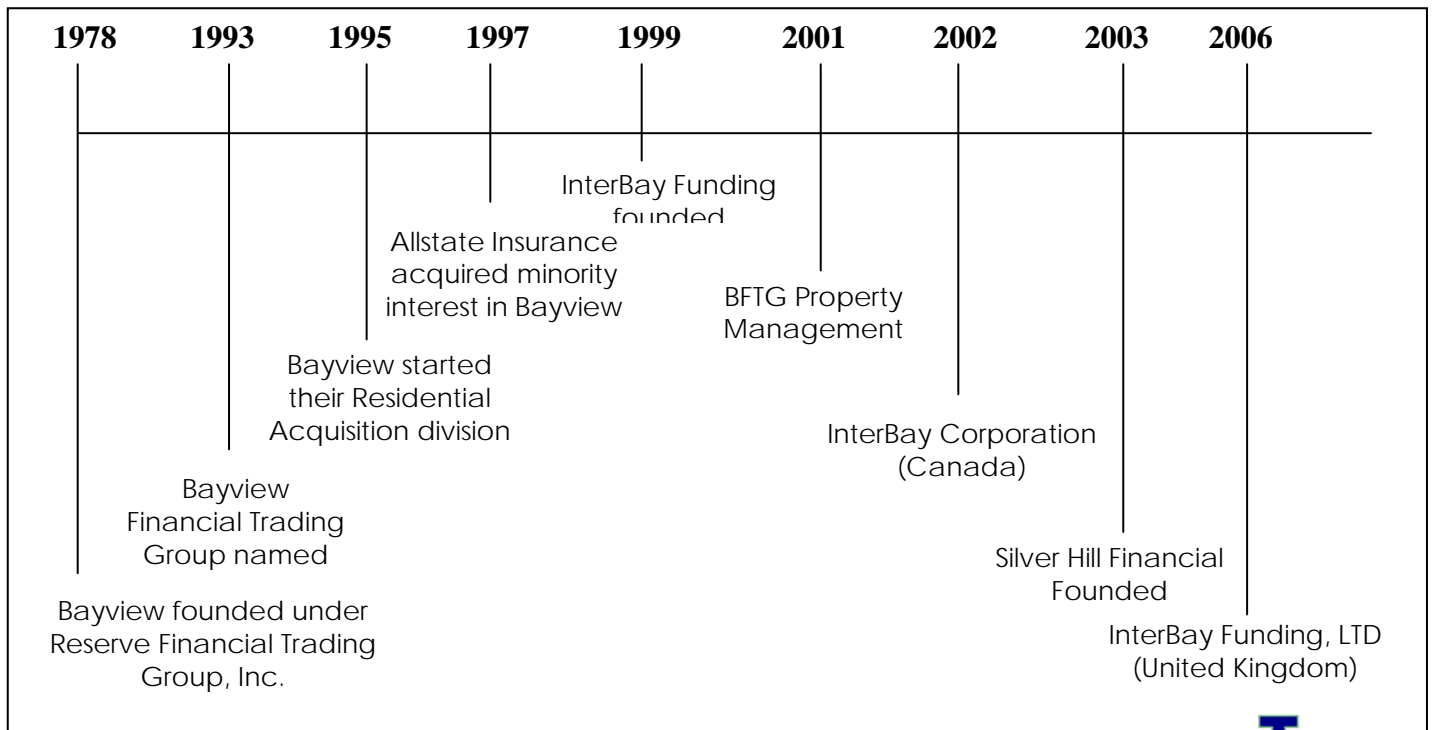 1978 1993 1995 1997 1999 2001 2002 2003 2006
InterBay Funding
founded
Allstate Insurance
acquired minority
interest in Bayview
BFTG Property
Management
Bayview started
their Residential
Acquisition division
InterBay Corporation
(Canada)
Bayview
Financial Trading
Group named
Silver Hill Financial
Founded
Bayview founded under
Reserve Financial Trading
Group, Inc.
InterBay Funding, LTD
(United Kingdom)